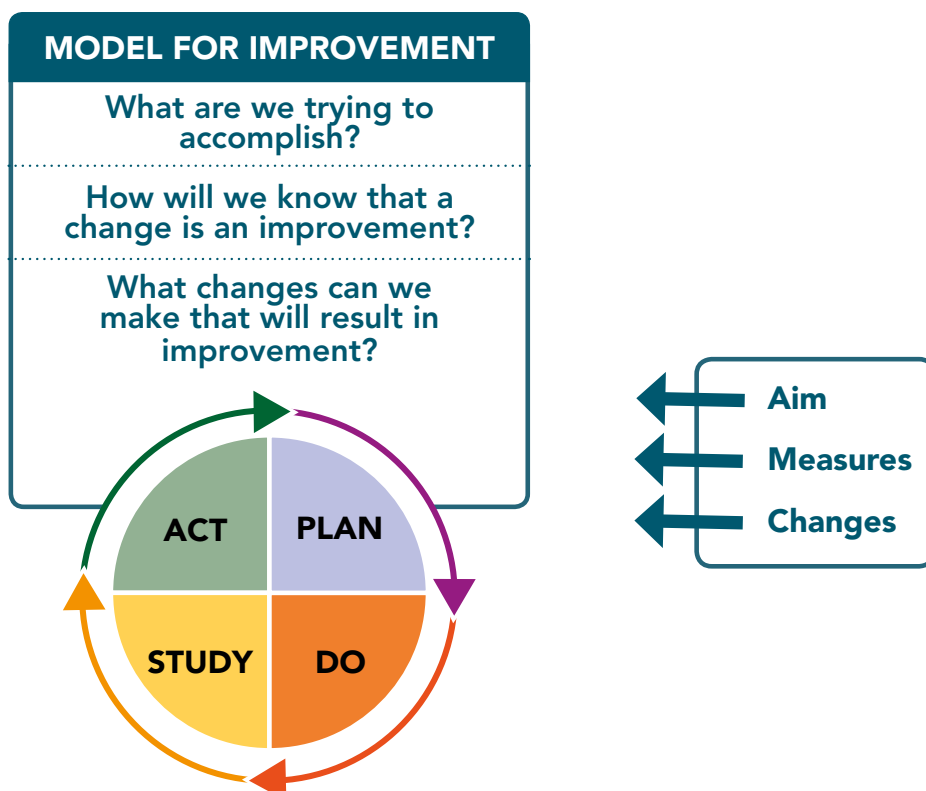 MODEL FOR IMPROVEMENT
What are we trying to
accomplish?
How will we know that a
change is an improvement?
What changes can we
make that will result in
improvement?
ACT
PLAN
STUDY
DO
Aim
Measures
Changes